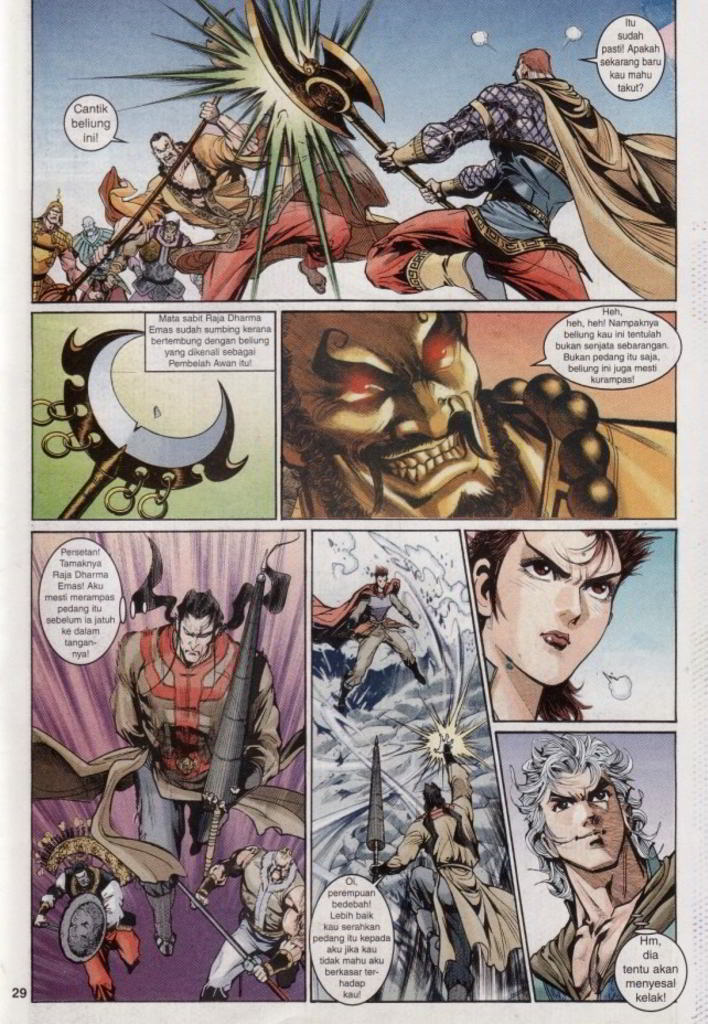 Cantik
beliung
ini!
Itu
sudah
pasti! Apakah
sekarang baru
kau mahu
takut?
Mata sabit Raja Dharma
Emas sudah sumbing kerana
bertembung dengan beliung
yang dikenali sebagai
Pembelah Awan itu!
Heh,
heh, heh! Nampaknya
beliung kau ini tentulah
bukan senjata sebarangan.
Bukan pedang itu saja,
beliung ini juga mesti
kurampas!
Persetan!
Tamaknya
Raja Dharma
Emas! Aku
mesti merampas
pedang itu
sebelum ia jatuh
ke dalam
tangan-
nya!
Oi,
perempuan
bedebah!
Lebih baik
kau serahkan
pedang itu kepada
aku jika kau
tidak mahu aku
berkasar ter-
hadap
kau!
Hm,
dia
tentu akan
menyesal
kelak!
29